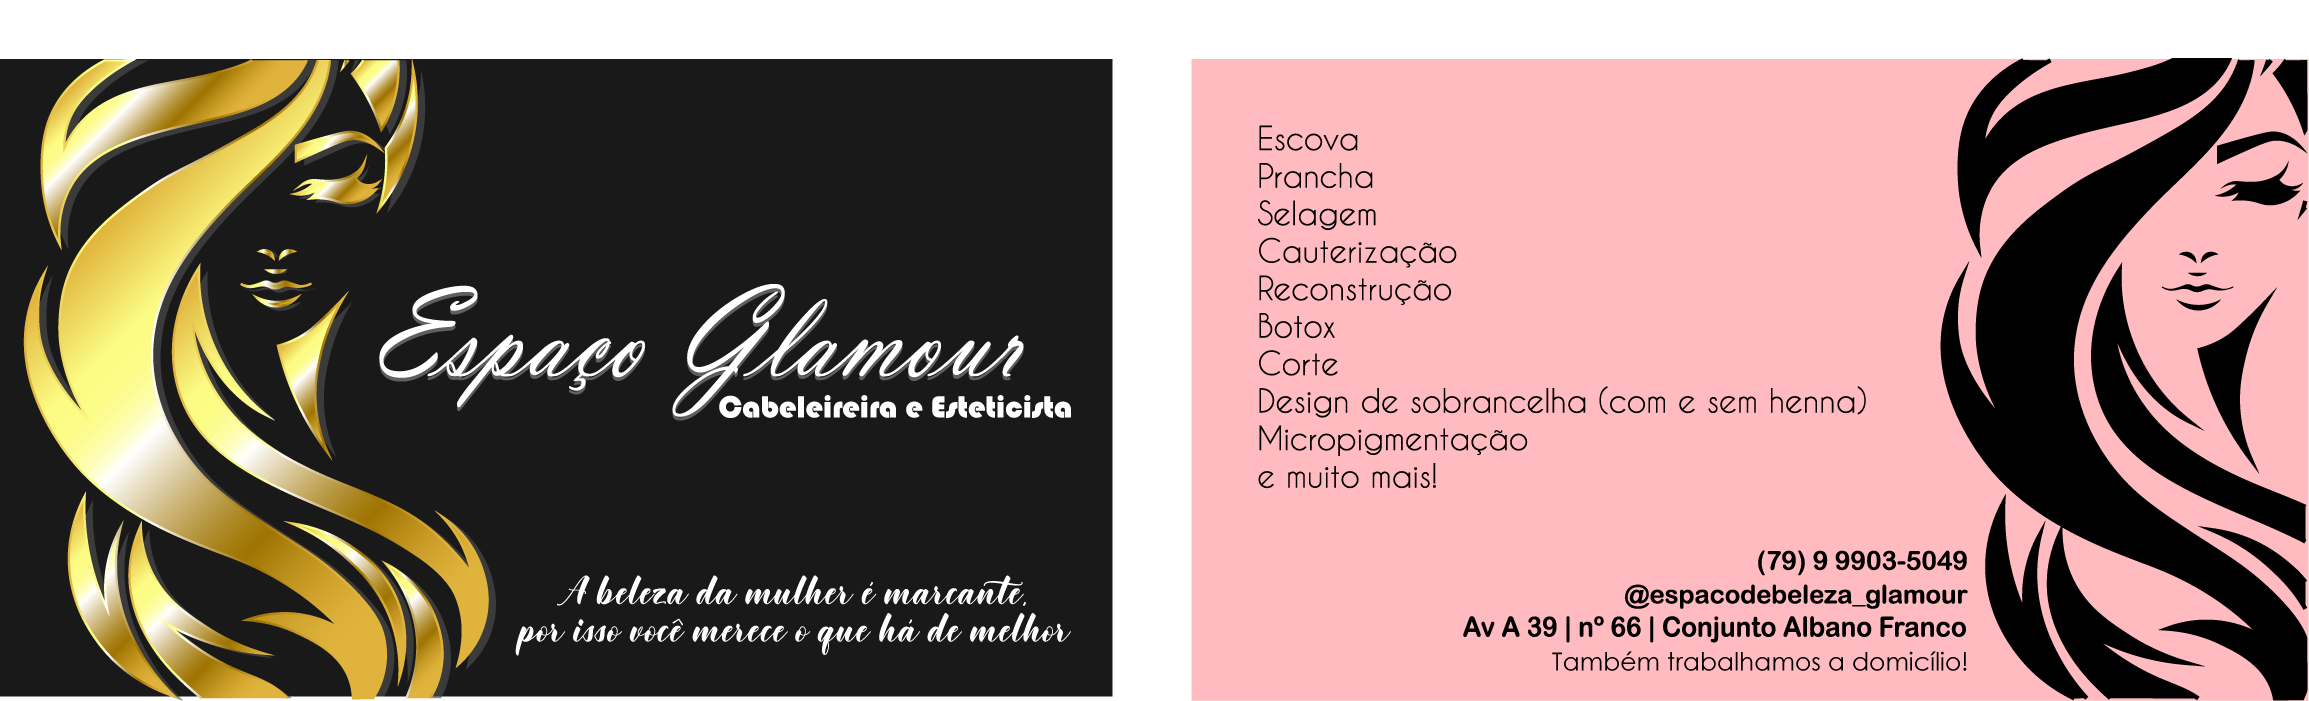 Espaço Glamour
Cabeleireira e Esteticista
A beleza da mulher é marcante,
por isso você merece o que há de melhor
Escova
Prancha
Selagem
Cauterização
Reconstrução
Botox
Corte
Design de sobrancelha (com e sem henna)
Micropigmentação
e muito mais!
(79) 9 9903-5049
@espacodebeleza_glamour
Av A 39 | nº 66 | Conjunto Albano Franco
Também trabalhamos a domicílio!